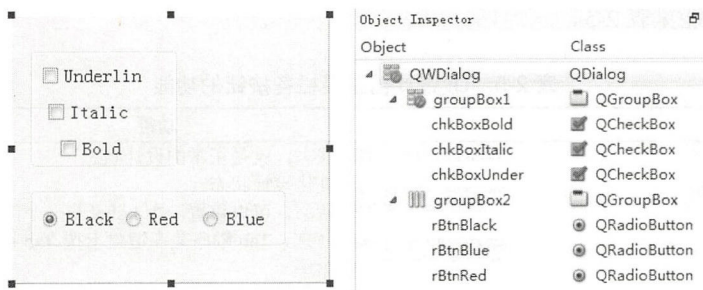 Underlin
Italic
Bold
Black Red Blue
Object Inspector
Object Class
QWDialog QDialog
groupBox1 QGroupBox
chkBoxBold QCheckBox
chkBoxItalic QCheckBox
chkBoxUnder QCheckBox
groupBox2 QGroupBox
rBtnBlack QRadioButton
rBtnBlue QRadioButton
rBtnRed QRadioButton